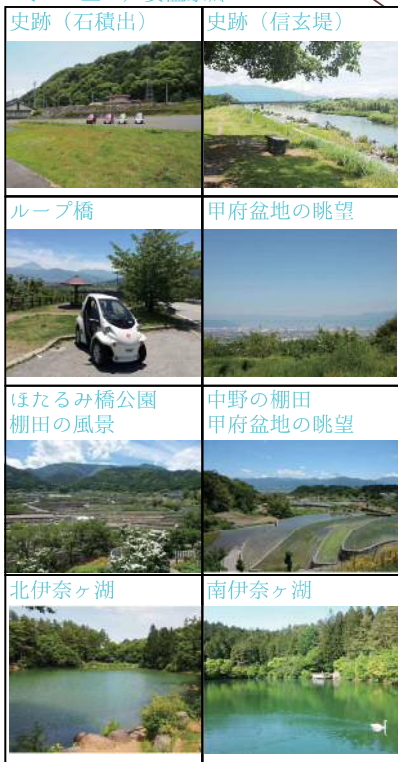 史跡（石積出）
史跡（信玄堤）
ループ橋
甲府盆地の眺望
ほたるみ橋公園
棚田の風景
中野の棚田
甲府盆地の眺望
北伊奈ヶ湖
南伊奈ヶ湖